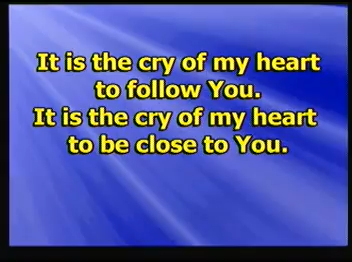 It is the cry of my heart
to follow You.
It is the cry of my heart
to be close to You.